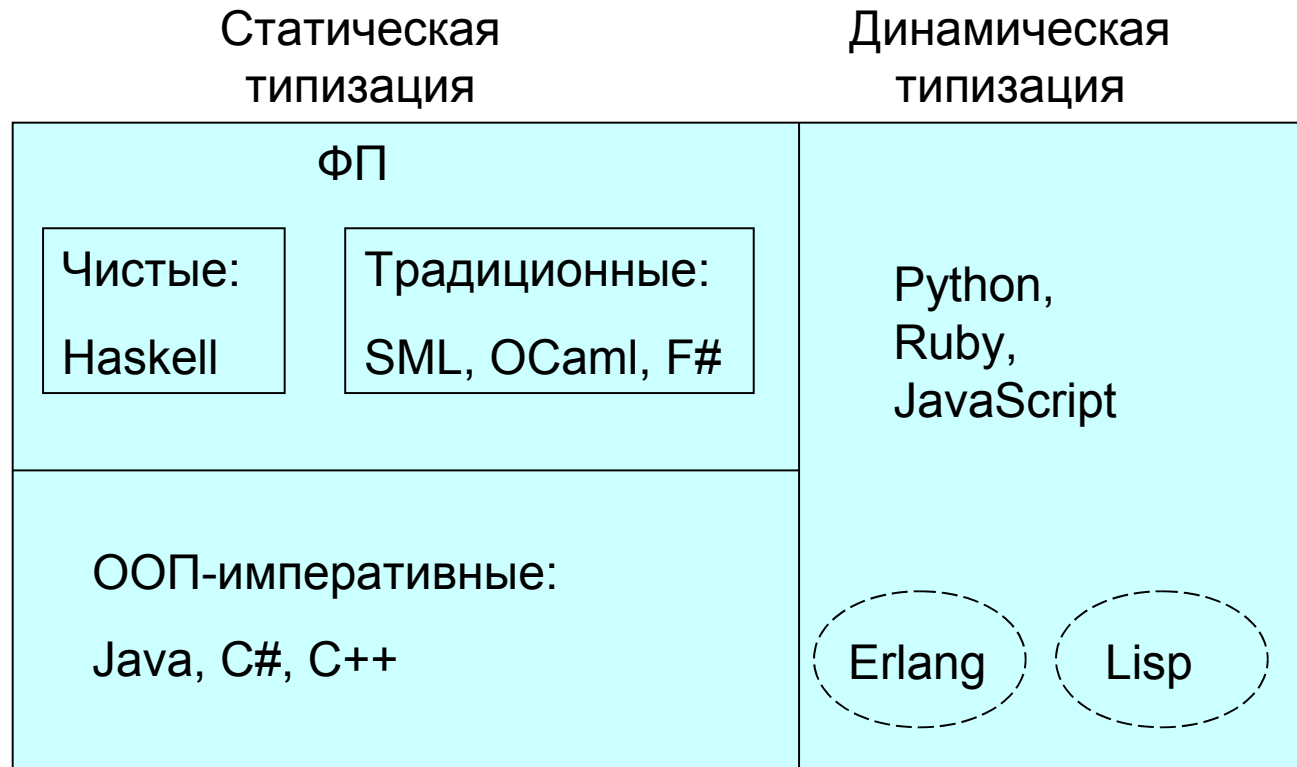 Статическая
типизация
Динамическая
типизация
ФП
Чистые:
Haskell
Традиционные:
SML, OCaml, F#
Python,
Ruby,
JavaScript
ООП-императивные:
Java, C#, C++
Erlang
Lisp